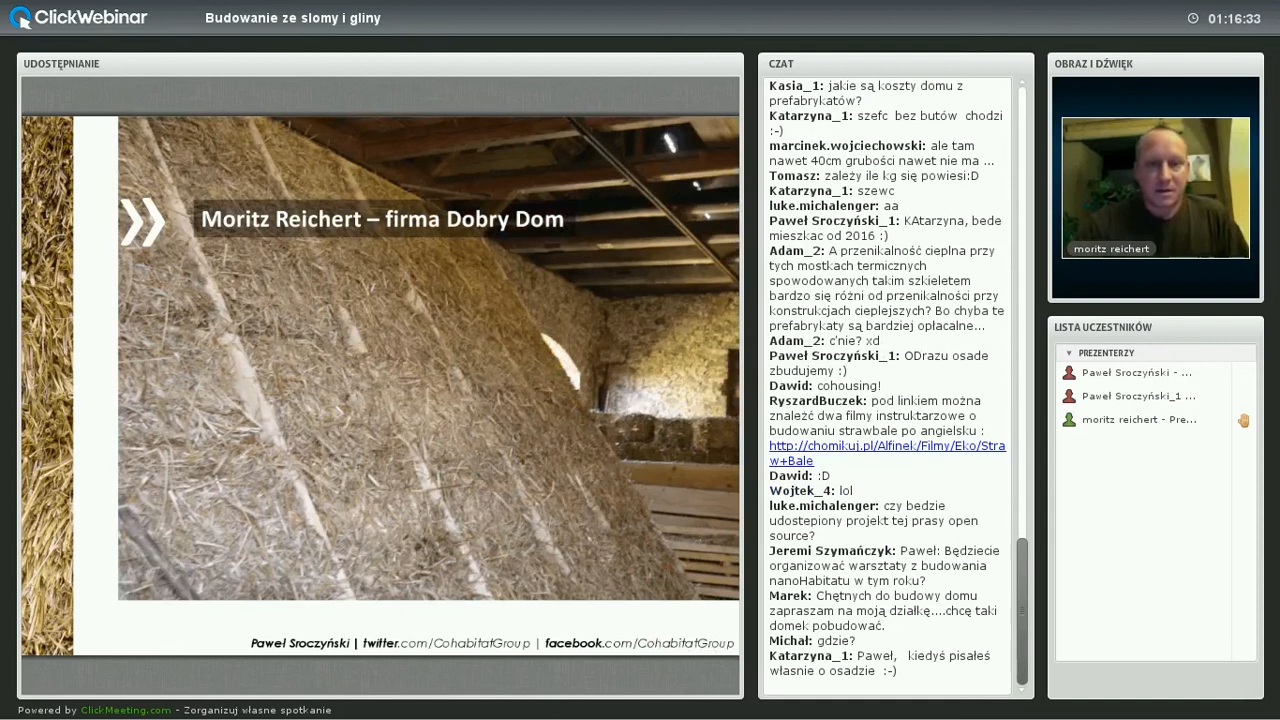 ClickWebinar
Budowanie ze slomy i gliny
01:16:33
UDOSTĘPNIANIE
Moritz Reichert – firma Dobry Dom
Paweł Sroczyński | twitter.com/CohabitatGroup | facebook.com/CohabitatGroup
CZAT
Kasia_1: jakie są koszty domu z
prefabrykatów?
Katarzyna_1: szefc bez butów chodzi
:-)
marcinek.wojciechowski: ale tam
nawet 40cm grubości nawet nie ma ...
Tomasz: zależy ile kg się powiesi:D
Katarzyna_1: szewc
luke.michalenger: aa
Paweł Sroczyński_1: KAtarzyna, bede
mieszkac od 2016 :)
Adam_2: A przenikalność cieplna przy
tych mostkach termicznych
spowodowanych takim szkieletem
bardzo się różni od przenikalności przy
konstrukcjach cieplejszych? Bo chyba te
prefabrykaty są bardziej opłacalne...
Adam_2: c'nie? xd
Paweł Sroczyński_1: ODrazu osade
zbudujemy :)
Dawid: cohousing!
RyszardBuczek: pod linkiem można
znależć dwa filmy instruktarzowe o
budowaniu strawbale po angielsku :
http://chomikuj.pl/Alfinek/Filmy/Eko/Stra
w+Bale
Dawid: :D
Wojtek_4: lol
luke.michalenger: czy bedzie
udostepiony projekt tej prasy open
source?
Jeremi Szymańczyk: Paweł: Będziecie
organizować warsztaty z budowania
nanoHabitatu w tym roku?
Marek: Chętnych do budowy domu
zapraszam na moją działkę....chcę taki
domek pobudować.
Michał: gdzie?
Katarzyna_1: Paweł, kiedyś pisałeś
własnie o osadzie :-)
OBRAZ I DŹWIĘK
moritz reichert
LISTA UCZESTNIKÓW
PREZENTERZY
Paweł Sroczyński - ...
Paweł Sroczyński_1 ...
moritz reichert - Pre...
Powered by ClickMeeting.com - Zorganizuj własne spotkanie